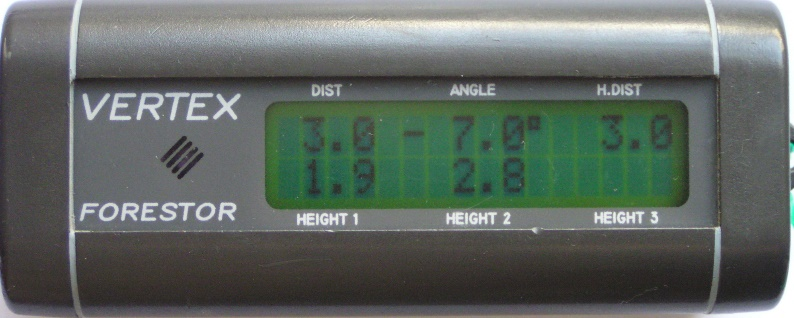 VERTEX
FORESTOR
DIST ANGLE H.DIST
3.0 - 7.0° 3.0
1.9 2.8
HEIGHT 1 HEIGHT 2 HEIGHT 3